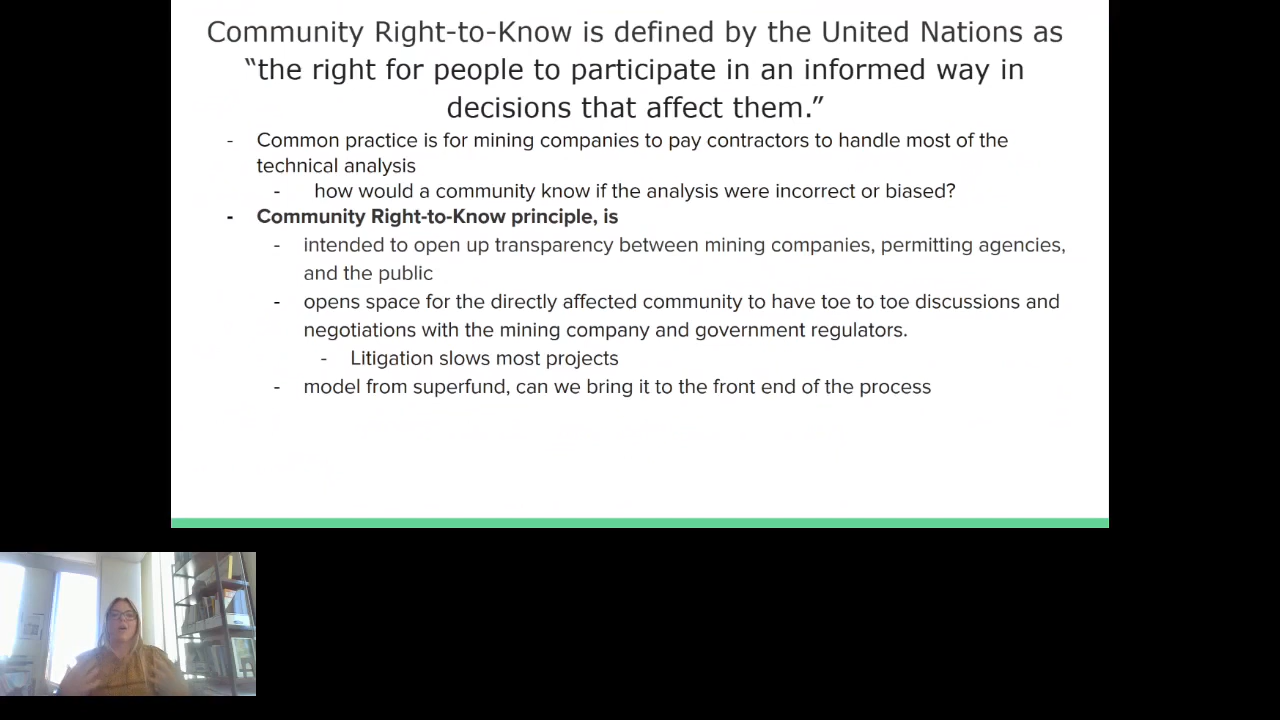 Community Right-to-Know is defined by the United Nations as
“the right for people to participate in an informed way in
decisions that affect them.”
- Common practice is for mining companies to pay contractors to handle most of the
technical analysis
- how would a community know if the analysis were incorrect or biased?
- Community Right-to-Know principle, is
- intended to open up transparency between mining companies, permitting agencies,
and the public
- opens space for the directly affected community to have toe to toe discussions and
negotiations with the mining company and government regulators.
- Litigation slows most projects
- model from superfund, can we bring it to the front end of the process